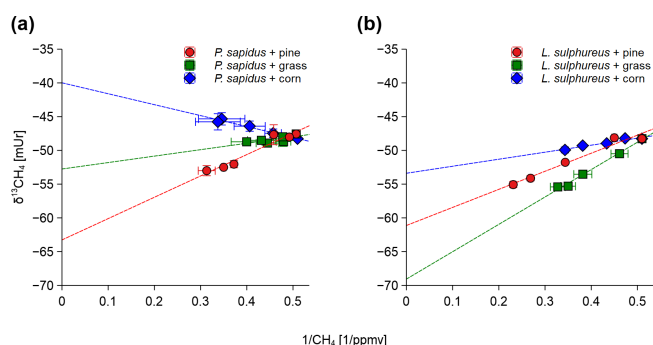 (a)
(b)
P. sapidus + pine
P. sapidus + grass
P. sapidus + corn
L. sulphureus + pine
L. sulphureus + grass
L. sulphureus + corn
δ¹³CH₄ [mUr]
−35
−40
−45
−50
−55
−60
−65
−70
0
0.1
0.2
0.3
0.4
0.5
−35
−40
−45
−50
−55
−60
−65
−70
0
0.1
0.2
0.3
0.4
0.5
1/CH₄ [1/ppmv]